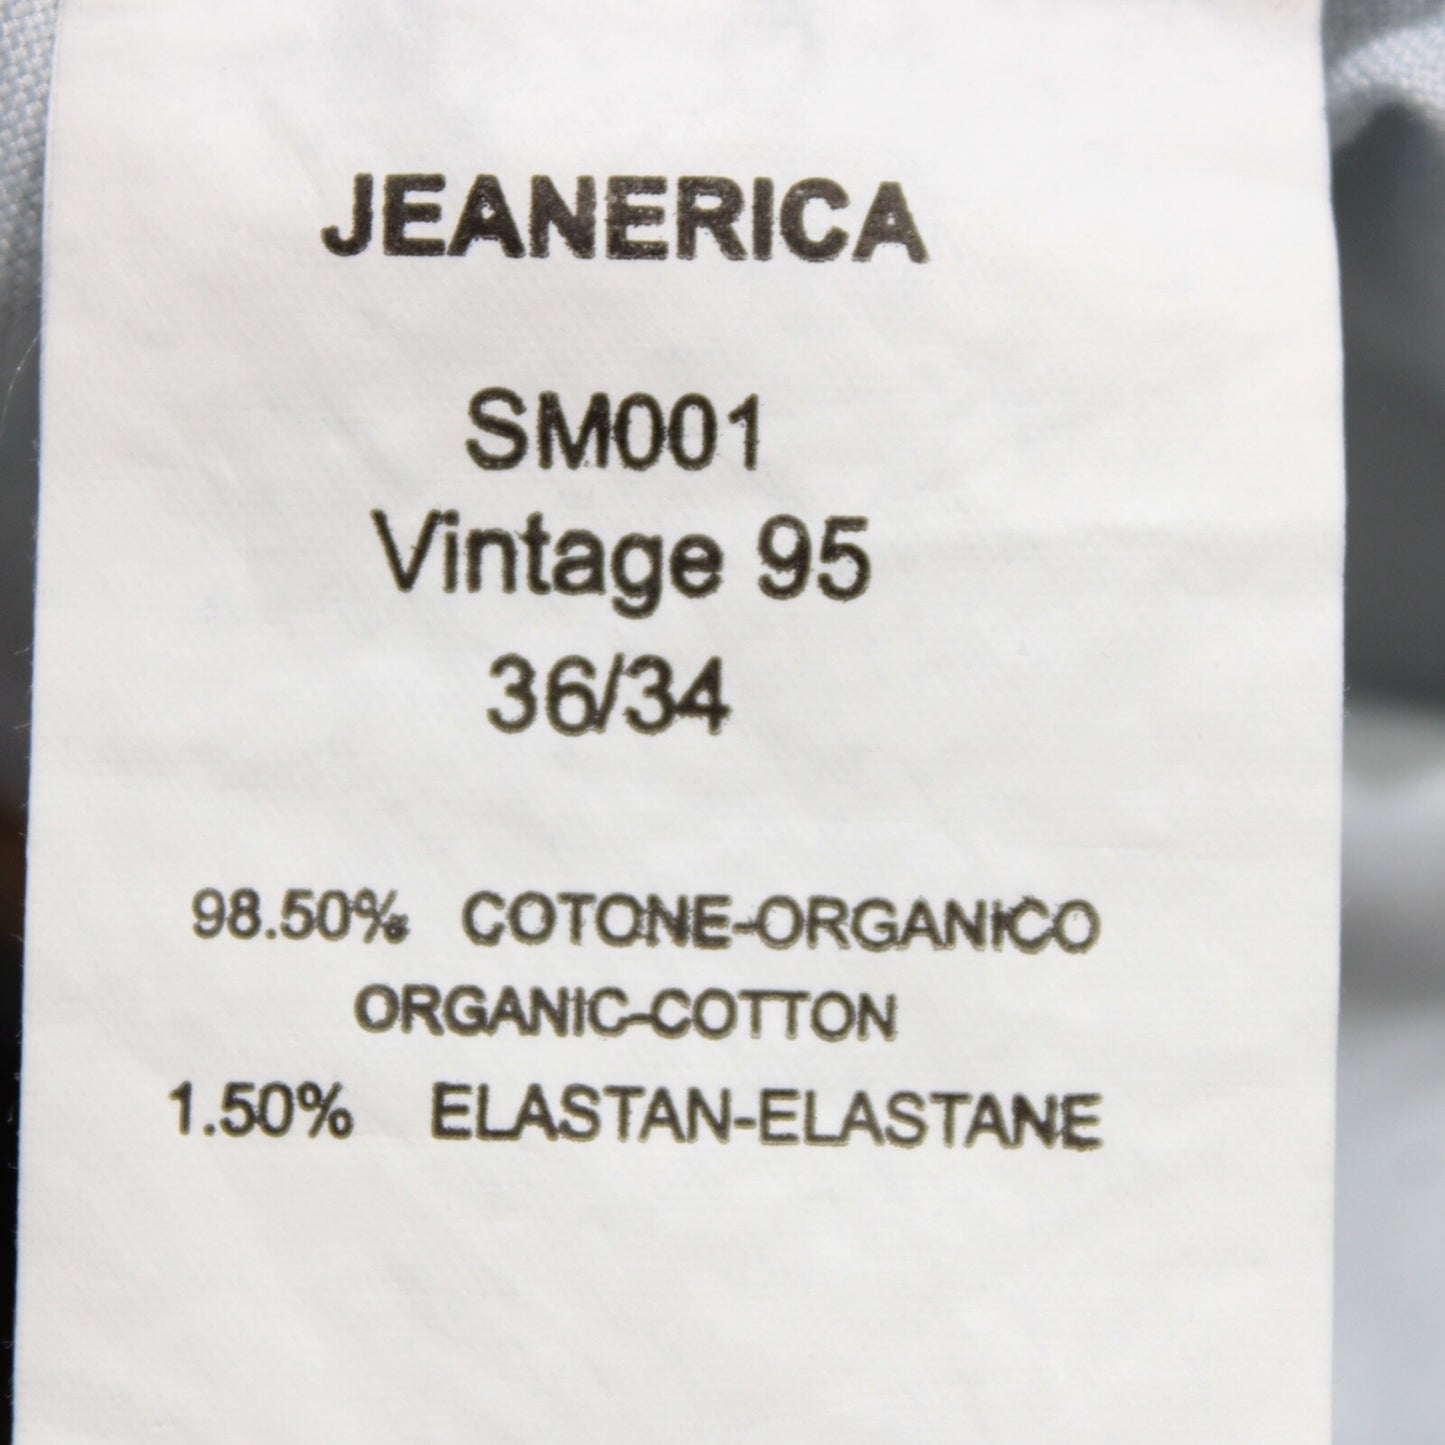 JEANERICA
SM001
Vintage 95
36/34
98.50% COTONE-ORGANICO
ORGANIC-COTTON
1.50% ELASTAN-ELASTANE